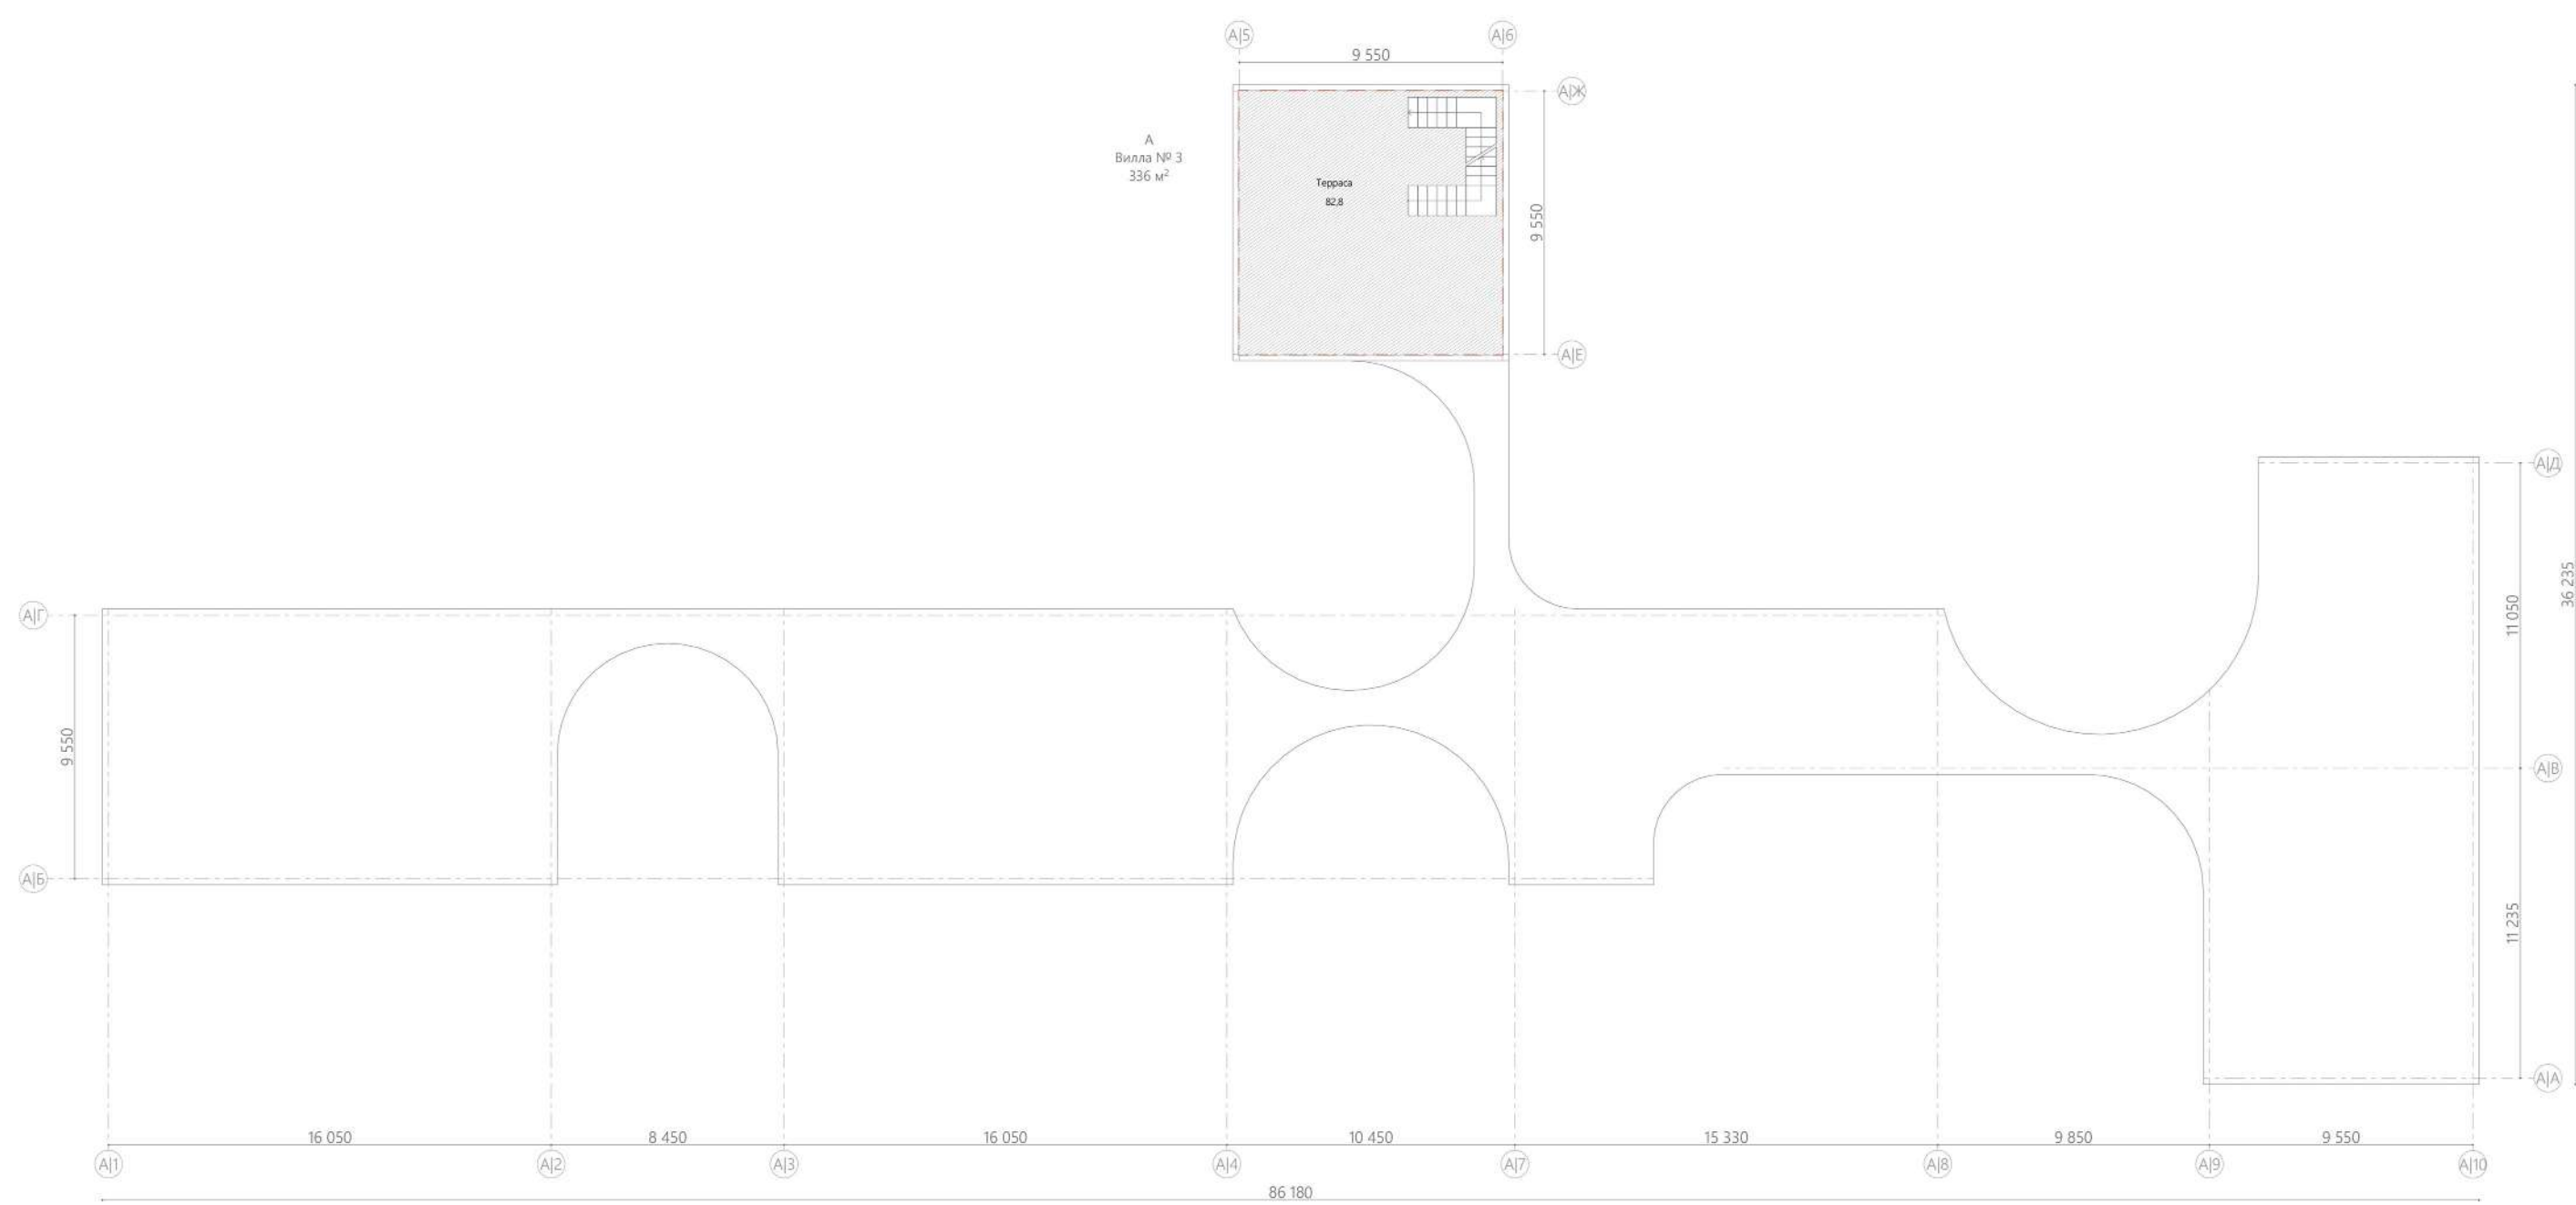 А|5
А|6
9 550
А|Ж
А
Вилла № 3
336 м²
Терраса
82,8
9 550
А|Е
А|Д
36 235
11 050
А|Г
9 550
А|В
А|Б
11 235
А|А
16 050
8 450
16 050
10 450
15 330
9 850
9 550
А|1
А|2
А|3
А|4
А|7
А|8
А|9
А|10
86 180